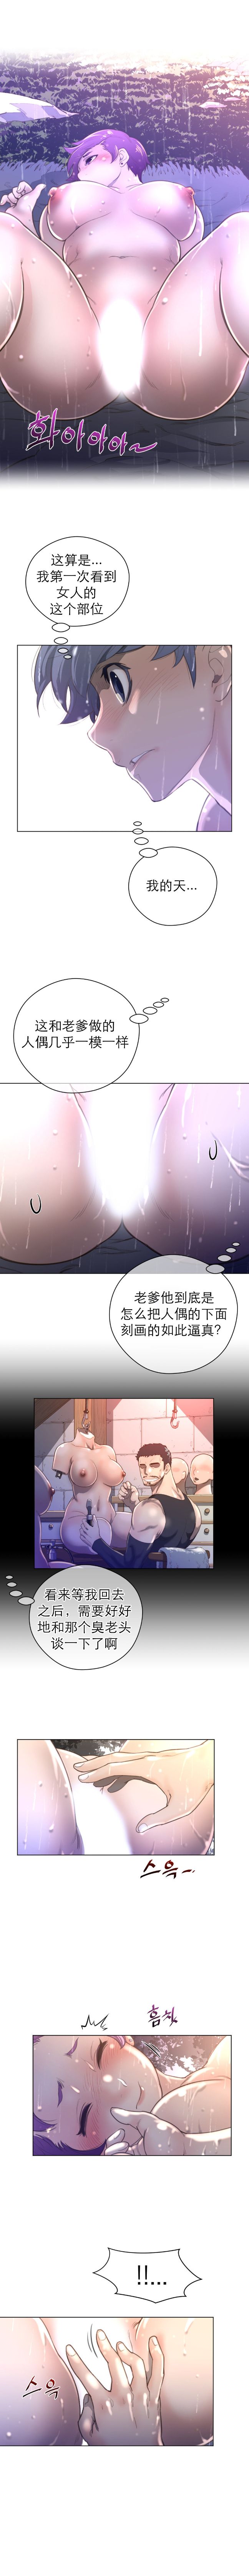 화아아아~
这算是...
我第一次看到
女人的
这个部位
我的天...
这和老爹做的
人偶几乎一模一样
老爹他到底是
怎么把人偶的下面
刻画的如此逼真?
看来等我回去
之后，需要好好
地和那个臭老头
谈一下了啊
스윽~
흠칫
!!...
스윽